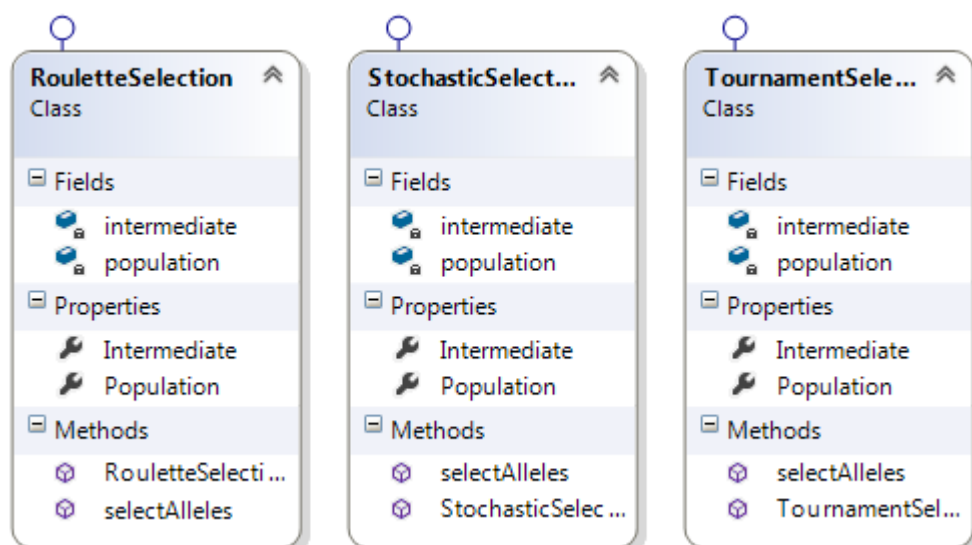 RouletteSelection
Class
Fields
intermediate
population
Properties
Intermediate
Population
Methods
RouletteSelecti...
selectAlleles
StochasticSelect...
Class
Fields
intermediate
population
Properties
Intermediate
Population
Methods
selectAlleles
StochasticSelec...
TournamentSele...
Class
Fields
intermediate
population
Properties
Intermediate
Population
Methods
selectAlleles
TournamentSel...